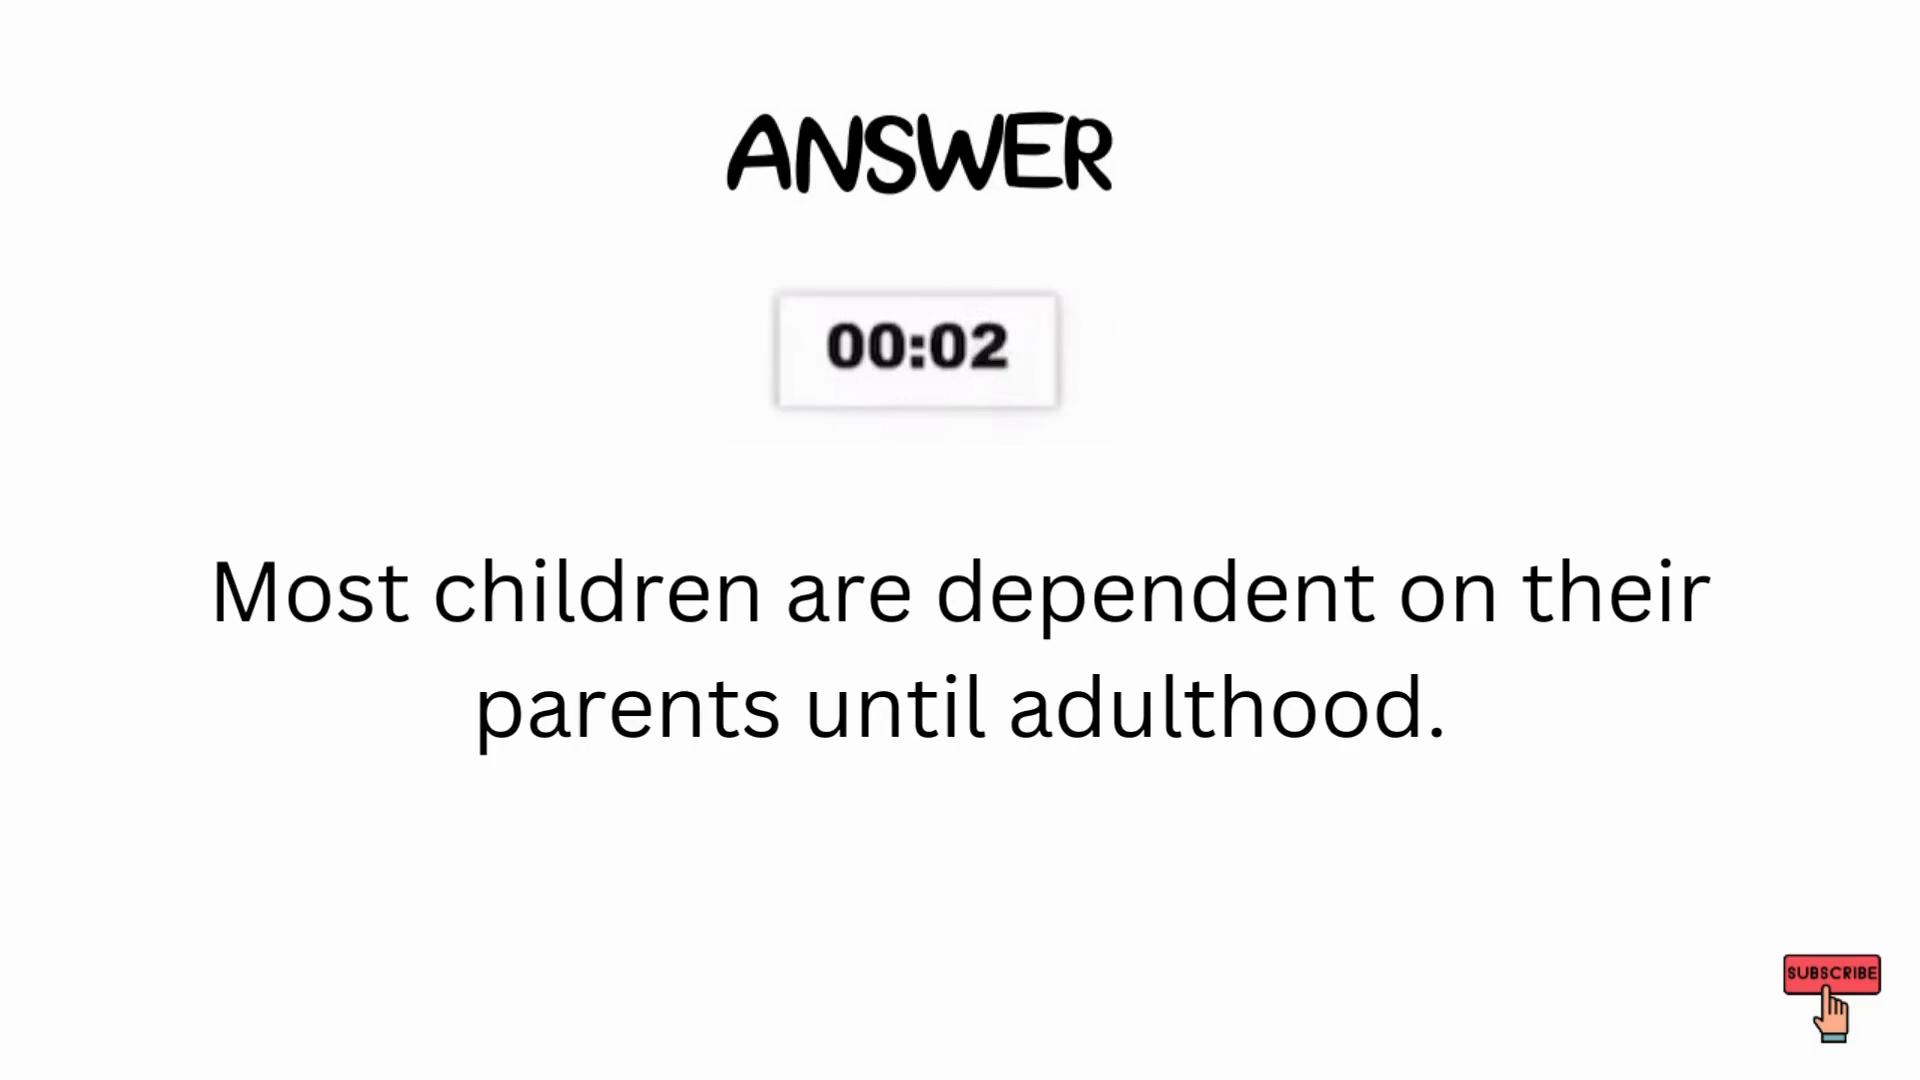 ANSWER
00:02
Most children are dependent on their
parents until adulthood.
SUBSCRIBE